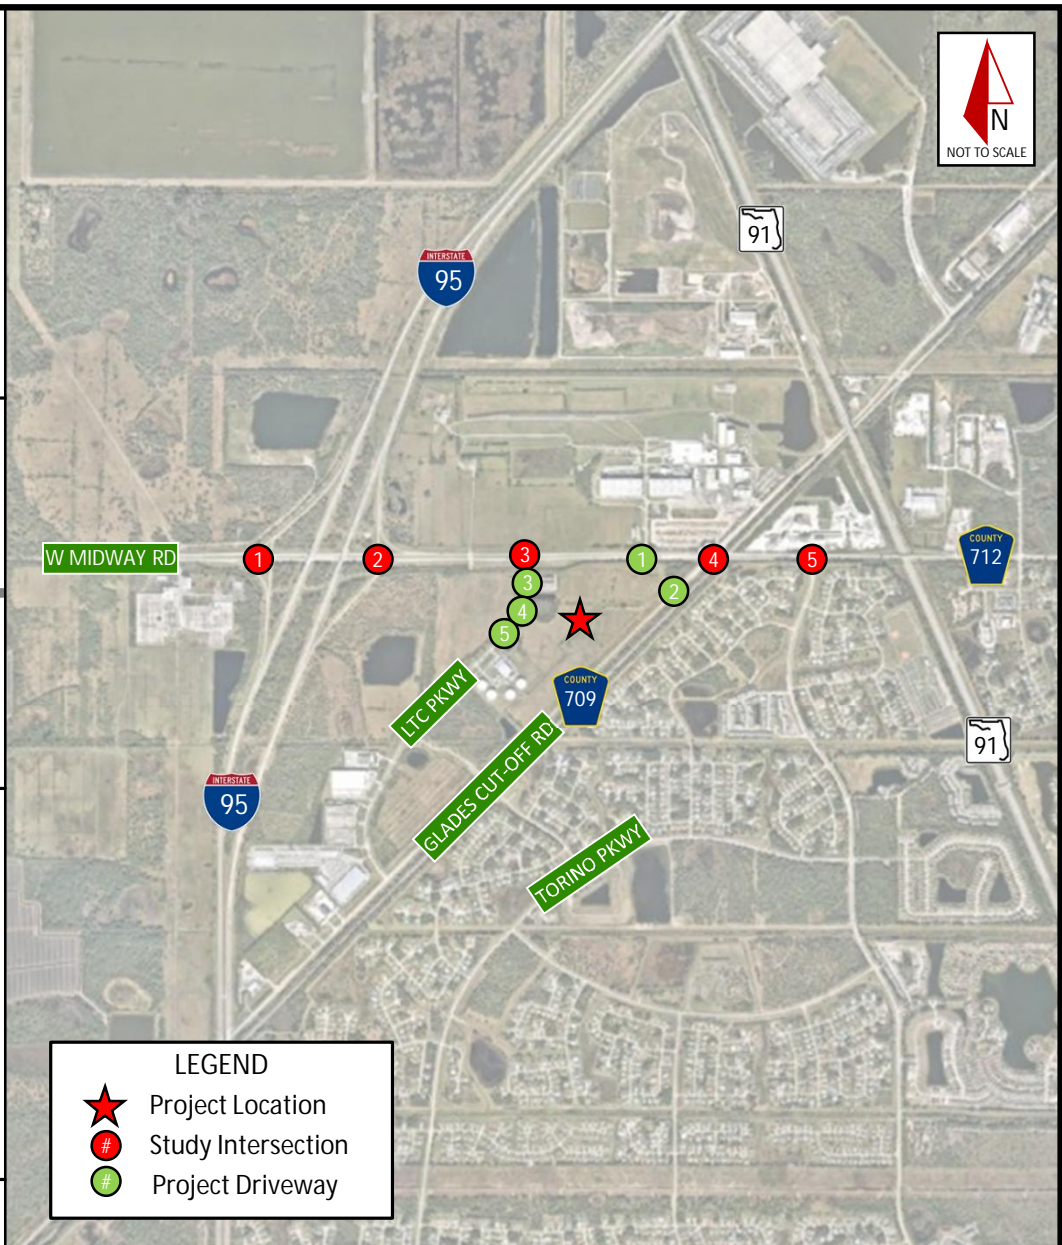 N
NOT TO SCALE
91
INTERSTATE
95
W MIDWAY RD
1
2
3
1
4
5
COUNTY
712
3
2
4
5
COUNTY
709
LTC PKWY
GLADES CUT-OFF RD
91
INTERSTATE
95
TORINO PKWY
LEGEND
Project Location
# Study Intersection
# Project Driveway